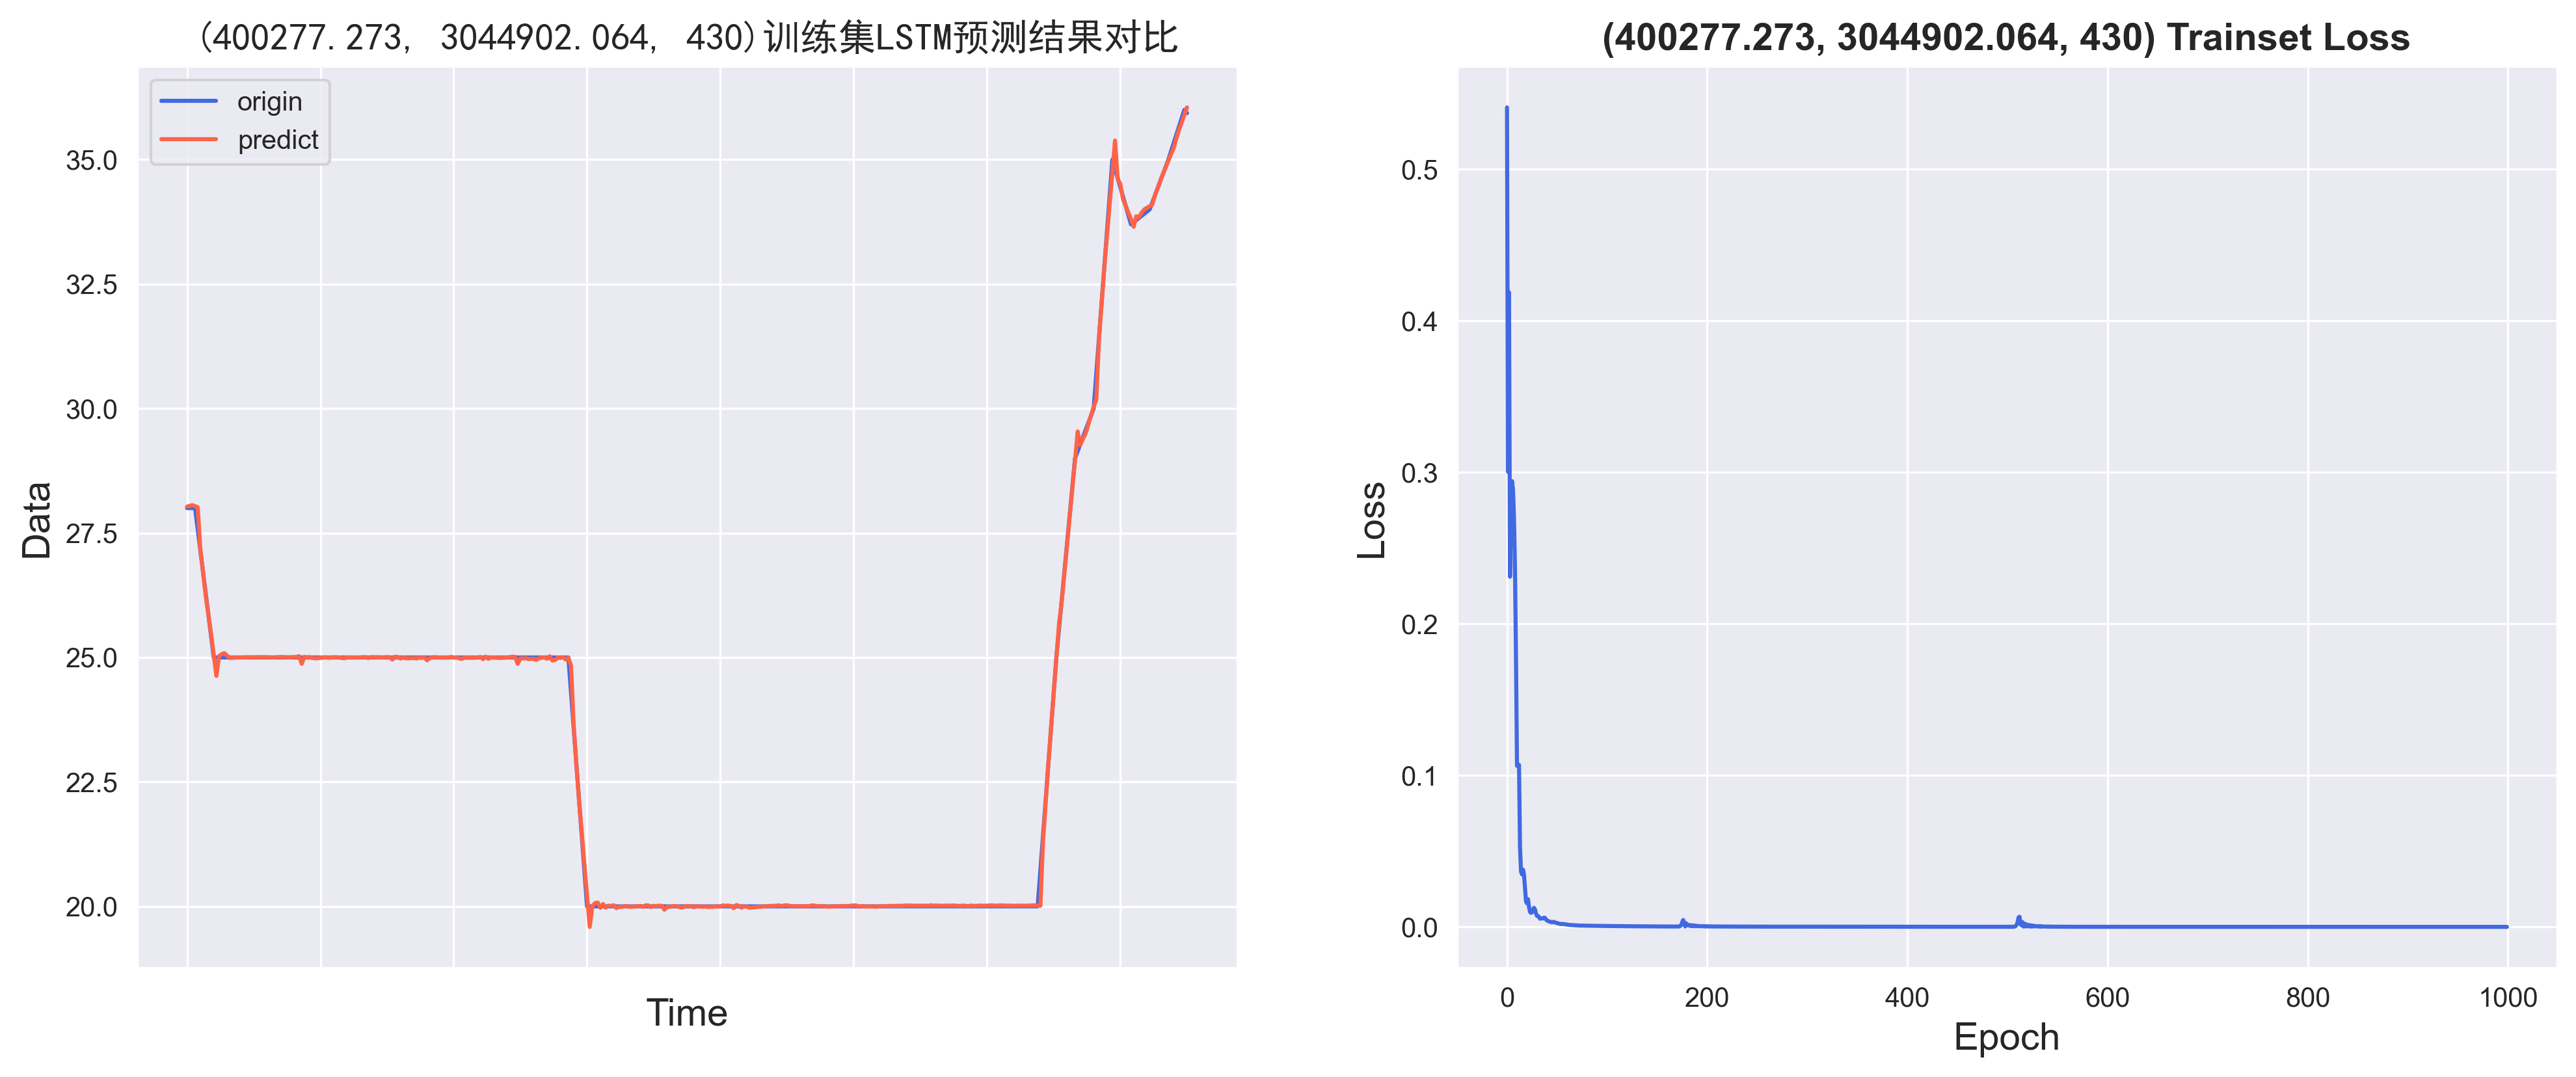 (400277.273, 3044902.064, 430)训练集LSTM预测结果对比
origin
predict
35.0
32.5
30.0
27.5
25.0
22.5
20.0
Data
Time
(400277.273, 3044902.064, 430) Trainset Loss
0.5
0.4
0.3
0.2
0.1
0.0
Loss
0 200 400 600 800 1000
Epoch